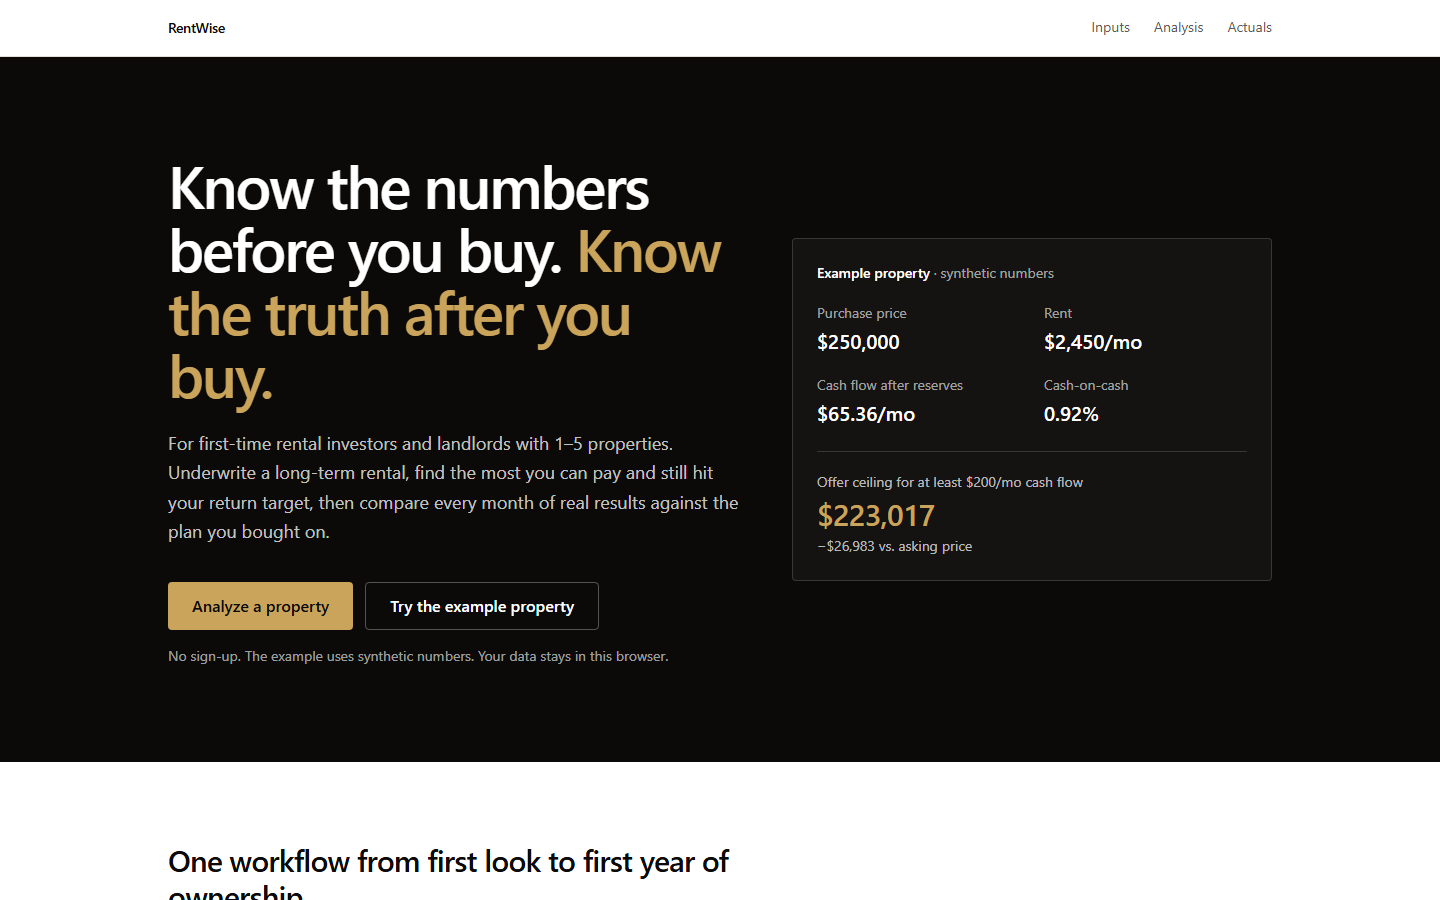 RentWise
Inputs
Analysis
Actuals
Know the numbers
before you buy. Know
the truth after you
buy.
For first-time rental investors and landlords with 1–5 properties.
Underwrite a long-term rental, find the most you can pay and still hit
your return target, then compare every month of real results against the
plan you bought on.
Analyze a property
Try the example property
No sign-up. The example uses synthetic numbers. Your data stays in this browser.
Example property · synthetic numbers
Purchase price
$250,000
Rent
$2,450/mo
Cash flow after reserves
$65.36/mo
Cash-on-cash
0.92%
Offer ceiling for at least $200/mo cash flow
$223,017
−$26,983 vs. asking price
One workflow from first look to first year of
ownership